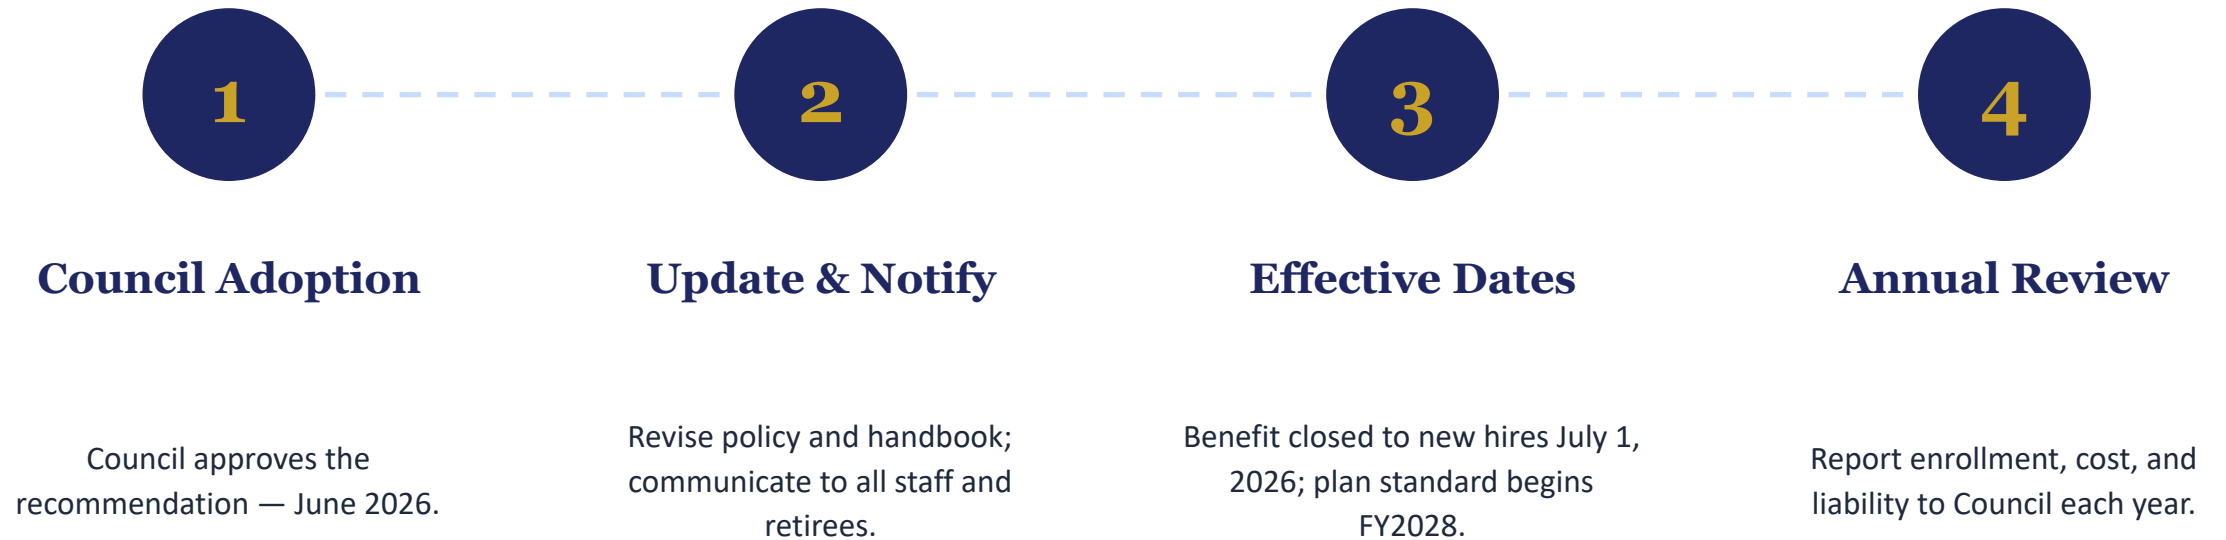 1
2
3
4
Council Adoption
Update & Notify
Effective Dates
Annual Review
Council approves the
recommendation — June 2026.
Revise policy and handbook;
communicate to all staff and
retirees.
Benefit closed to new hires July 1,
2026; plan standard begins
FY2028.
Report enrollment, cost, and
liability to Council each year.